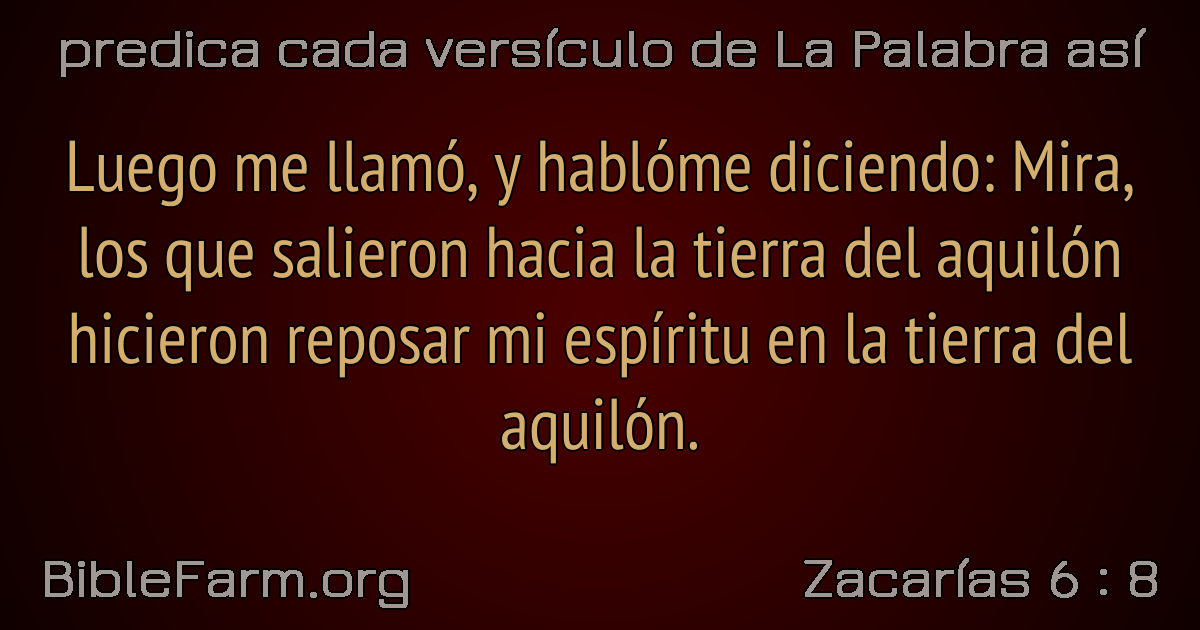 predica cada versículo de La Palabra así
Luego me llamó, y hablóme diciendo: Mira,
los que salieron hacia la tierra del aquilón
hicieron reposar mi espíritu en la tierra del
aquilón.
BibleFarm.org
Zacarías 6 : 8